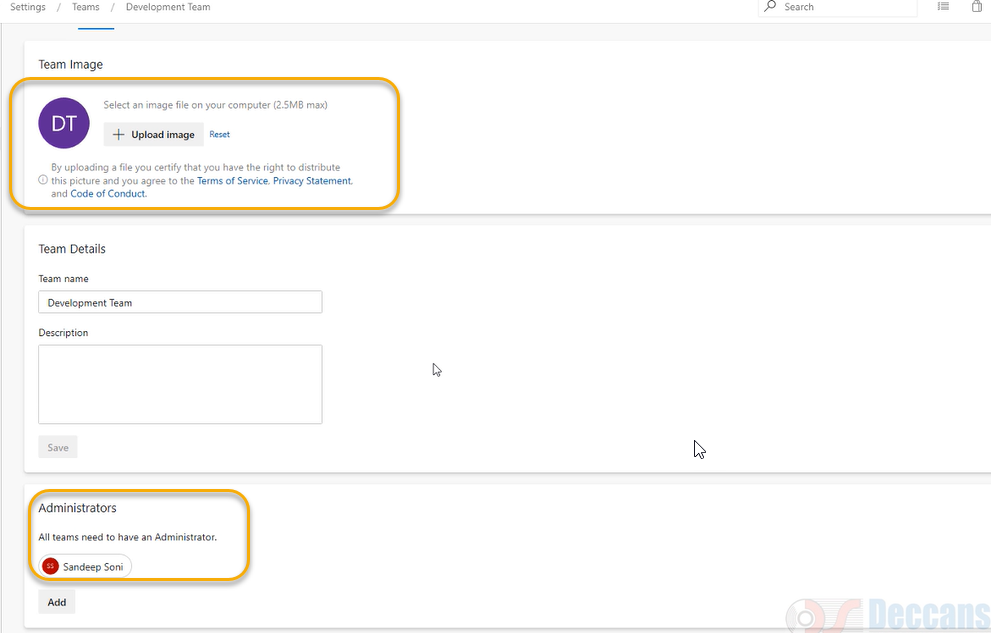 Settings / Teams / Development Team
Search
Team Image
DT
Select an image file on your computer (2.5MB max)
+ Upload image Reset
By uploading a file you certify that you have the right to distribute
this picture and you agree to the Terms of Service, Privacy Statement,
and Code of Conduct.
Team Details
Team name
Development Team
Description
Save
Administrators
All teams need to have an Administrator.
SS Sandeep Soni
Add
DS Deccans